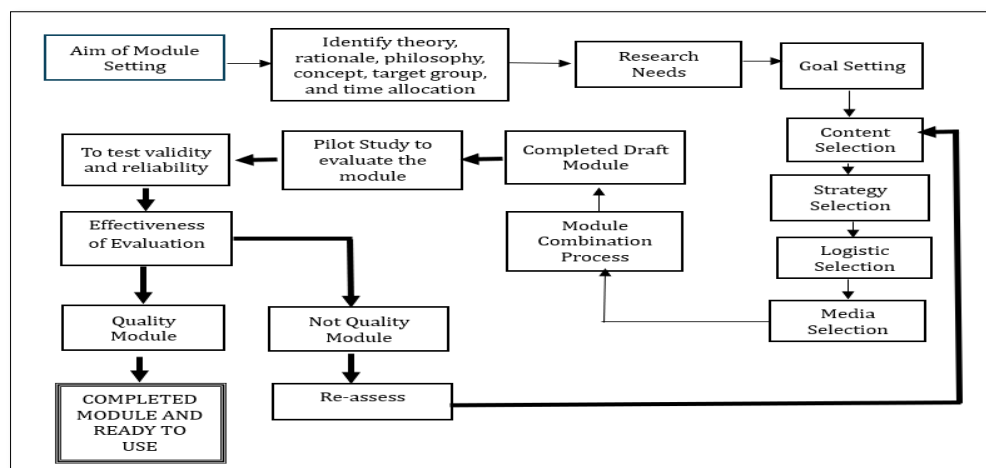 Aim of Module
Setting
Identify theory,
rationale, philosophy,
concept, target group,
and time allocation
Research
Needs
Goal Setting
Content
Selection
Strategy
Selection
Logistic
Selection
Media
Selection
Module
Combination
Process
Completed Draft
Module
Pilot Study to
evaluate the
module
To test validity
and reliability
Effectiveness
of Evaluation
Quality
Module
Not Quality
Module
COMPLETED
MODULE AND
READY TO
USE
Re-assess